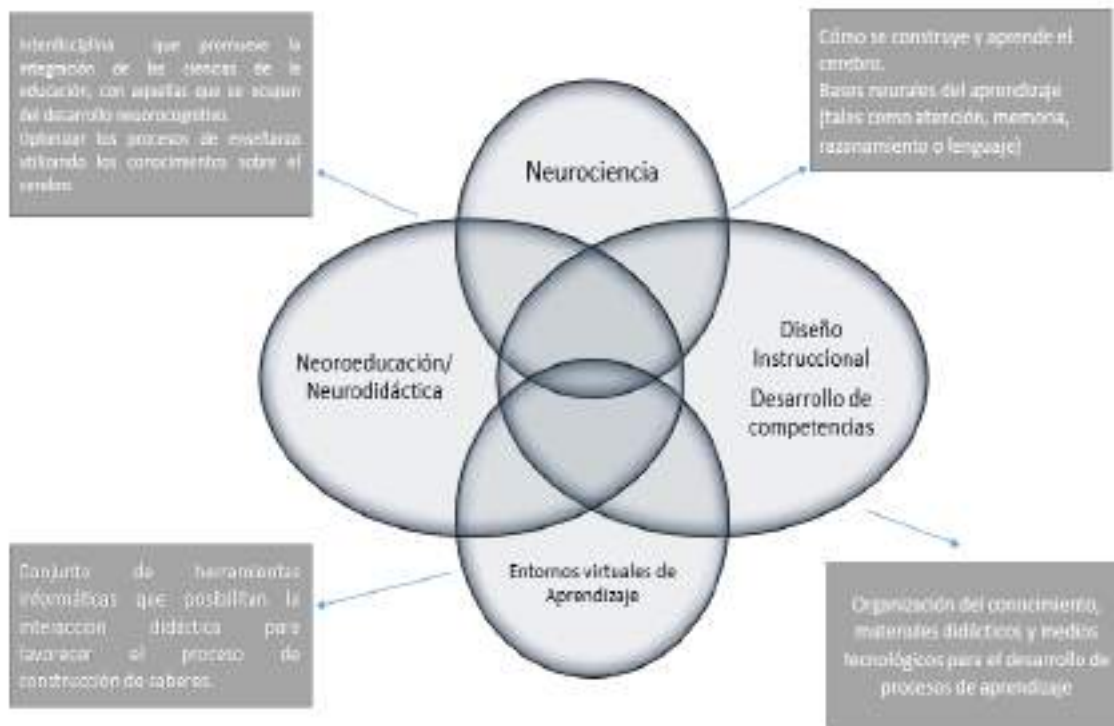 Interdisciplina que promueve la
integración de las ciencias de la
educación, con aquellas que se ocupan
del desarrollo neurocognitivo.
Optimizar los procesos de enseñanza
utilizando los conocimientos sobre el
cerebro
Cómo se construye y aprende el
cerebro.
Bases neurales del aprendizaje
(tales como atención, memoria,
razonamiento o lenguaje)
Neurociencia
Neoroeducación/
Neurodidáctica
Diseño
Instruccional
Desarrollo de
competencias
Entornos virtuales de
Aprendizaje
Conjunto de herramientas
informáticas que posibilitan la
interaccion didáctica para
favorecer el proceso de
construcción de saberes.
Organización del conocimiento,
materiales didácticos y medios
tecnológicos para el desarrollo de
procesos de aprendizaje